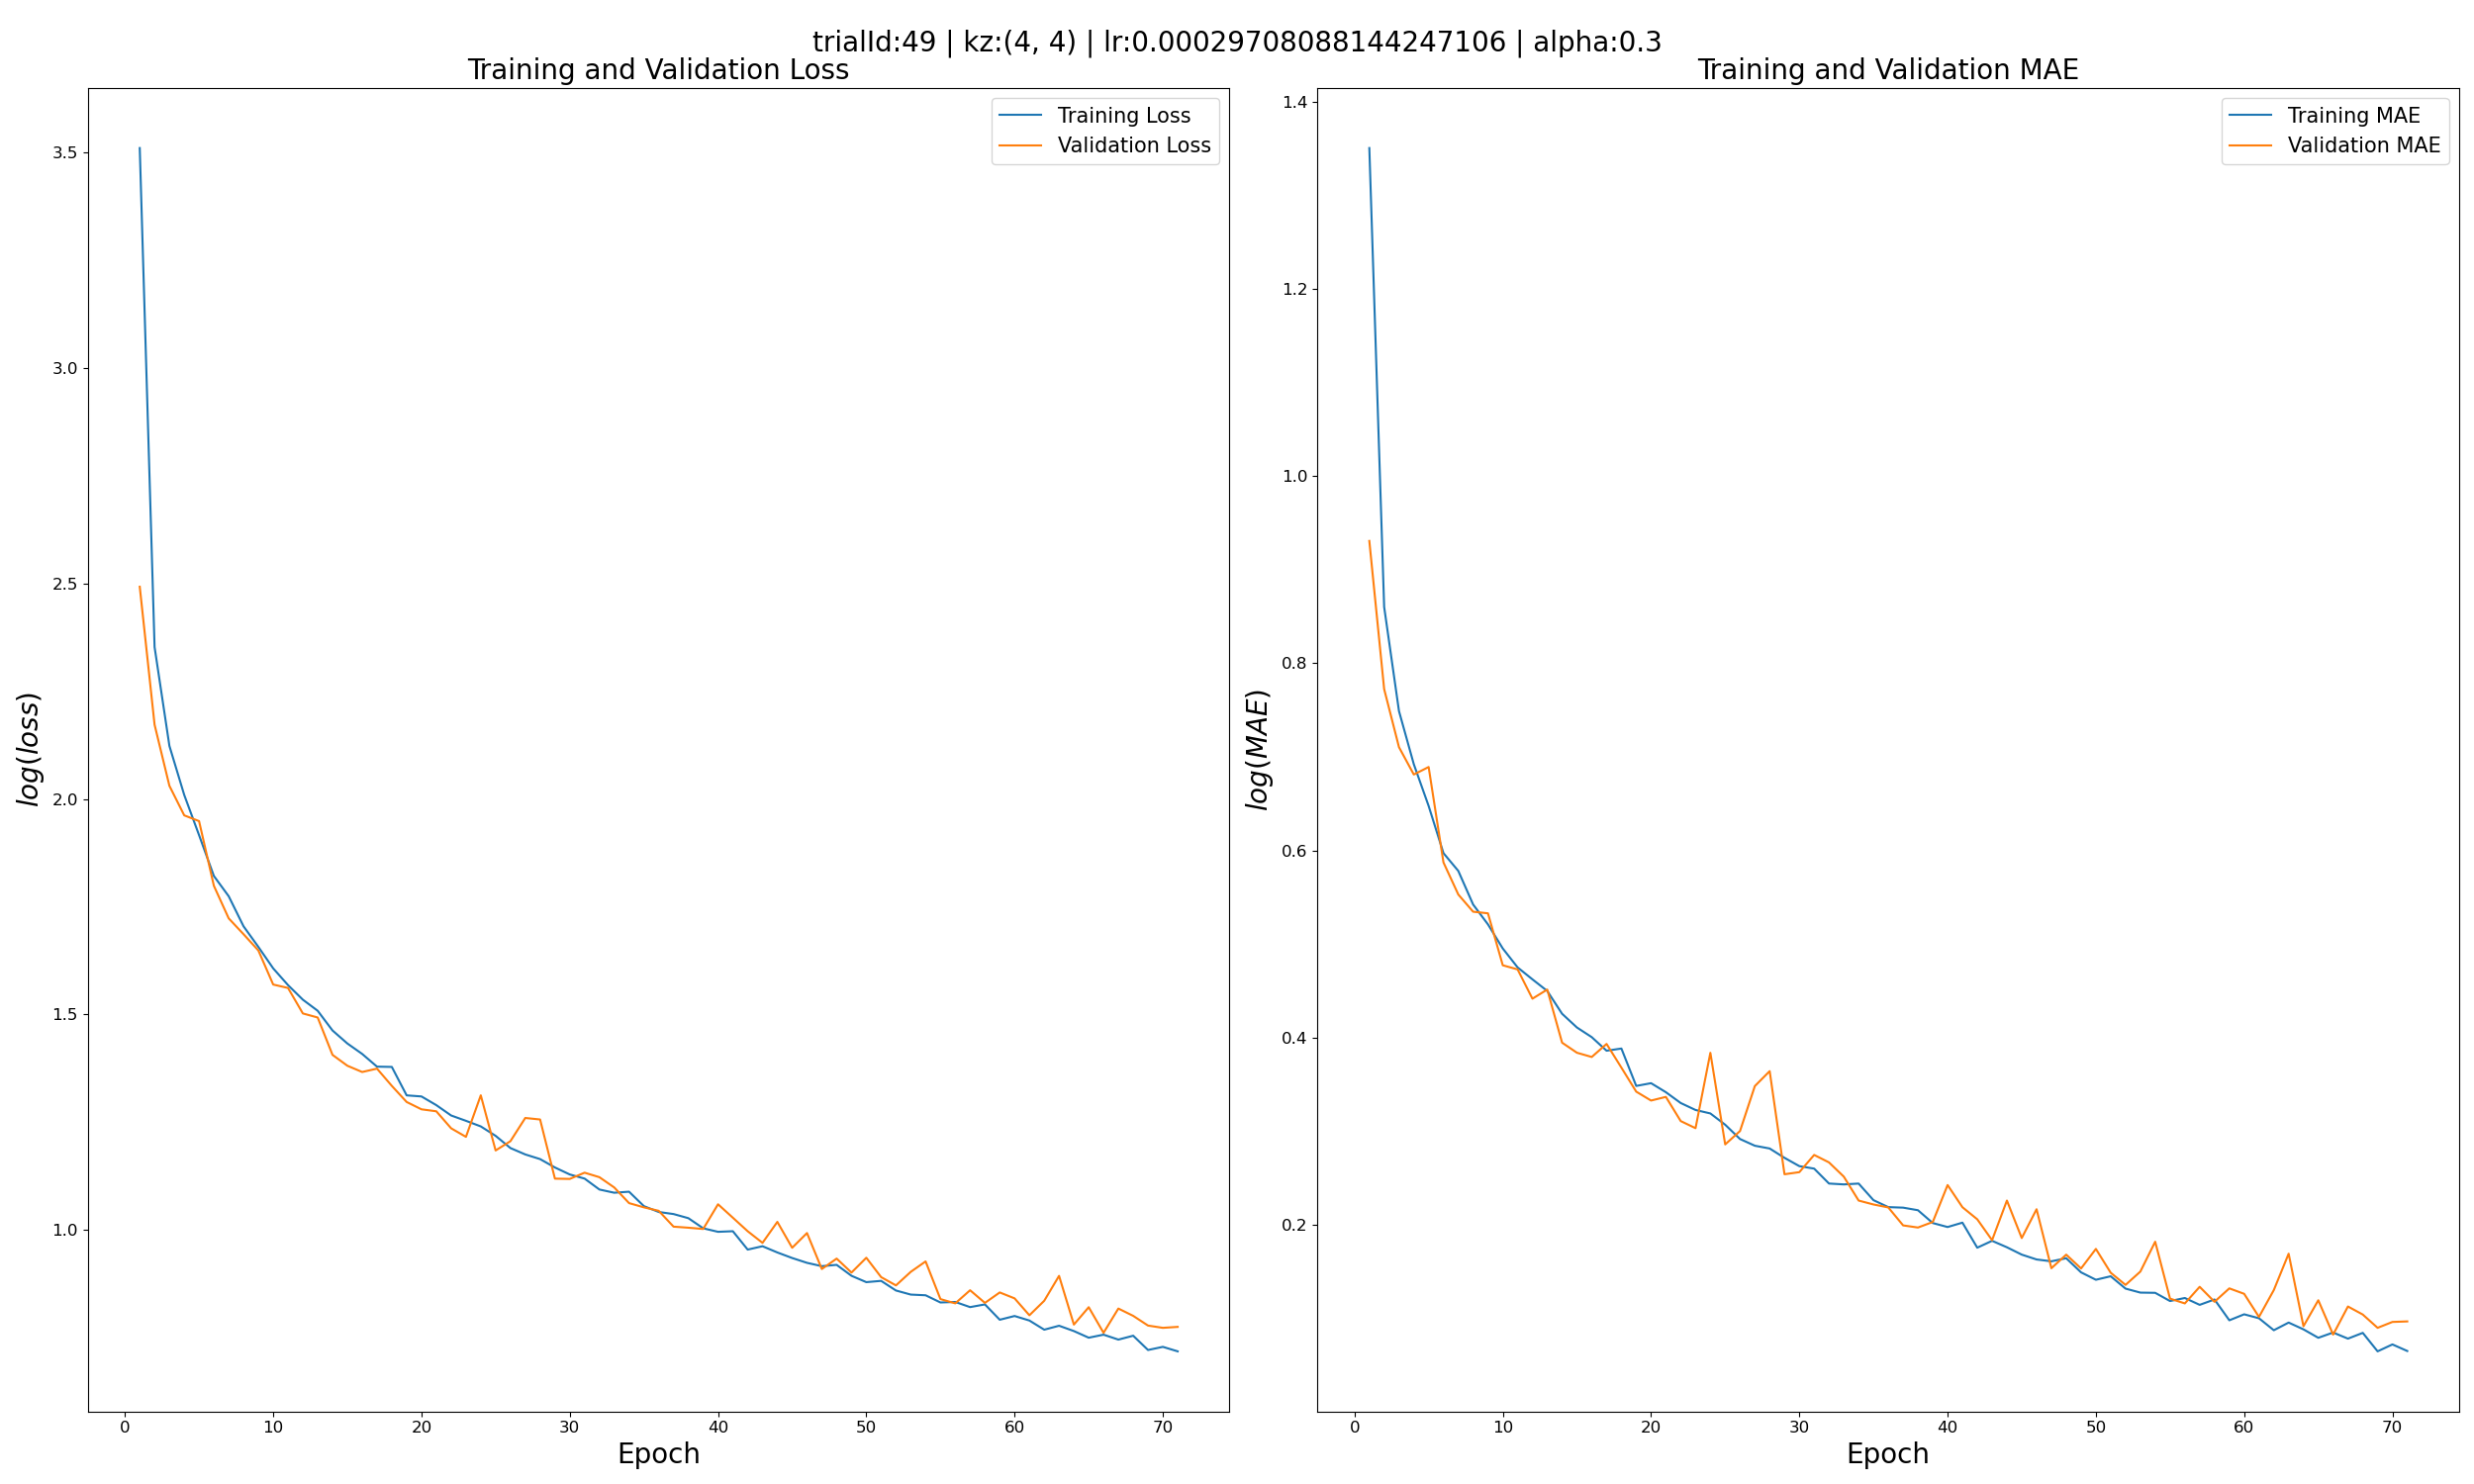 trialId:49 | kz:(4, 4) | lr:0.00029708088144247106 | alpha:0.3
Training and Validation Loss
Training Loss
Validation Loss
3.5
3.0
2.5
2.0
1.5
1.0
log(loss)
0 10 20 30 40 50 60 70
Epoch
Training and Validation MAE
Training MAE
Validation MAE
1.4
1.2
1.0
0.8
0.6
0.4
0.2
log(MAE)
0 10 20 30 40 50 60 70
Epoch